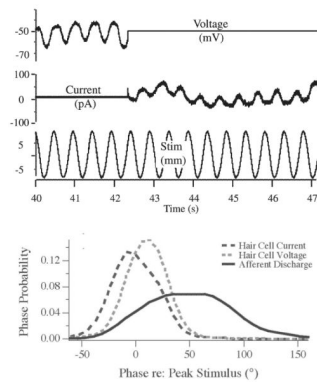 Voltage
(mV)
-50
-70
100
Current
(pA)
0
-100
Stim
(mm)
5
-5
40 41 42 43 44 45 46 47
Time (s)
Phase Probability
0.12
0.08
0.04
0.00
Hair Cell Current
Hair Cell Voltage
Afferent Discharge
-50 0 50 100 150
Phase re: Peak Stimulus (°)